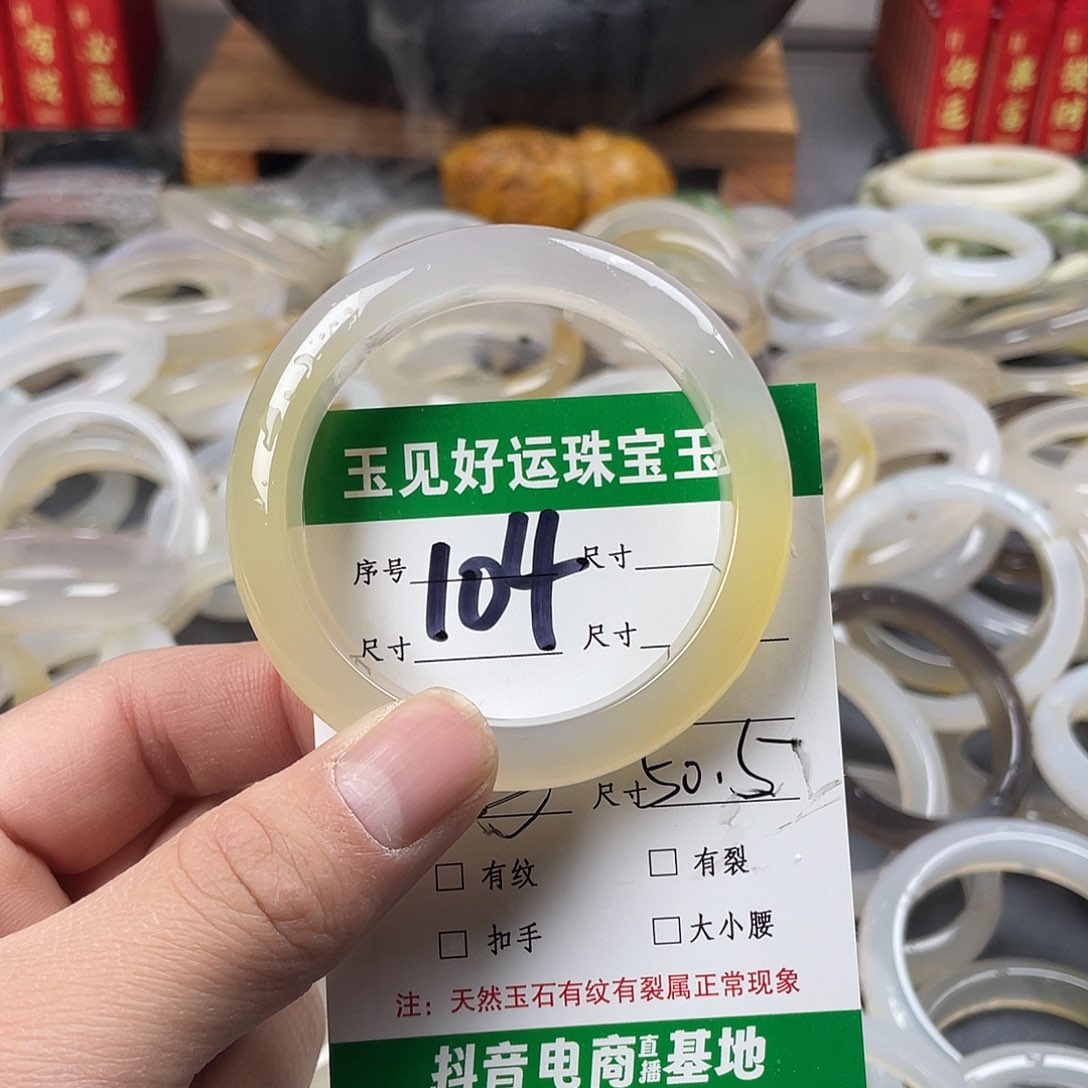 玉见好运珠宝玉
序号 104 尺寸
尺寸 尺寸
尺寸 50.5
□ 有纹 □ 有裂
□ 扣手 □ 大小腰
注：天然玉石有纹有裂属正常现象
抖音电商直播基地